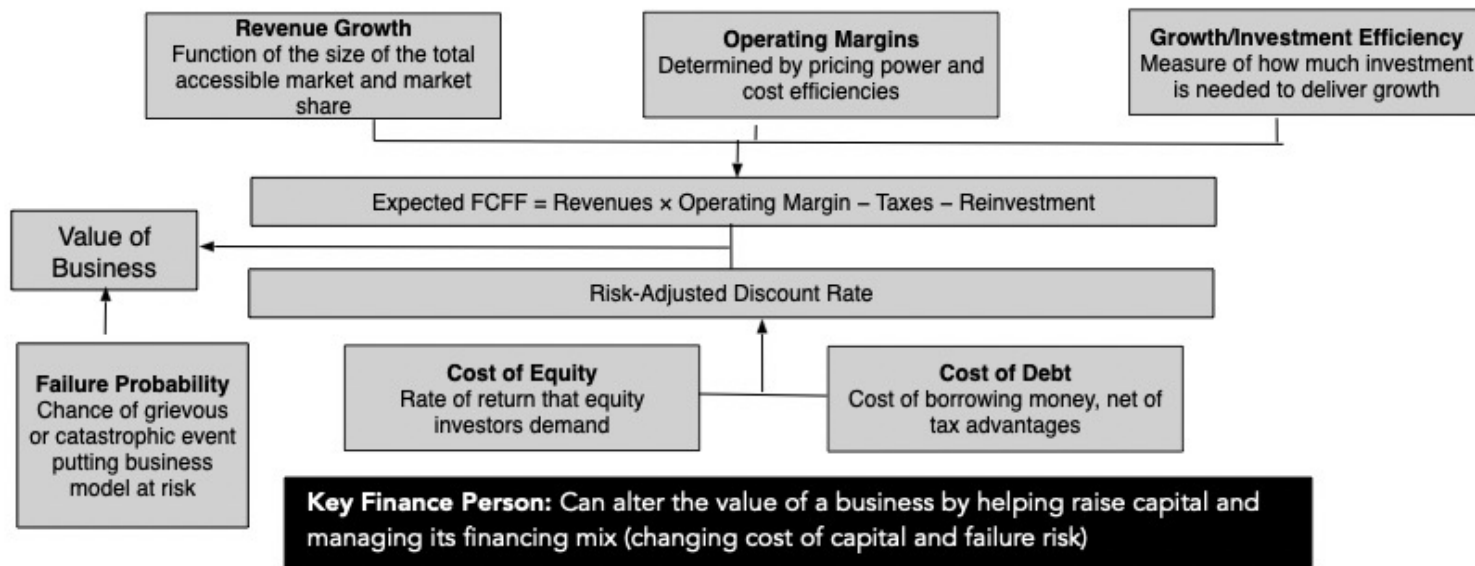 Revenue Growth
Function of the size of the total
accessible market and market
share
Operating Margins
Determined by pricing power and
cost efficiencies
Growth/Investment Efficiency
Measure of how much investment
is needed to deliver growth
Expected FCFF = Revenues × Operating Margin – Taxes – Reinvestment
Value of
Business
Risk-Adjusted Discount Rate
Failure Probability
Chance of grievous
or catastrophic event
putting business
model at risk
Cost of Equity
Rate of return that equity
investors demand
Cost of Debt
Cost of borrowing money, net of
tax advantages
Key Finance Person: Can alter the value of a business by helping raise capital and
managing its financing mix (changing cost of capital and failure risk)